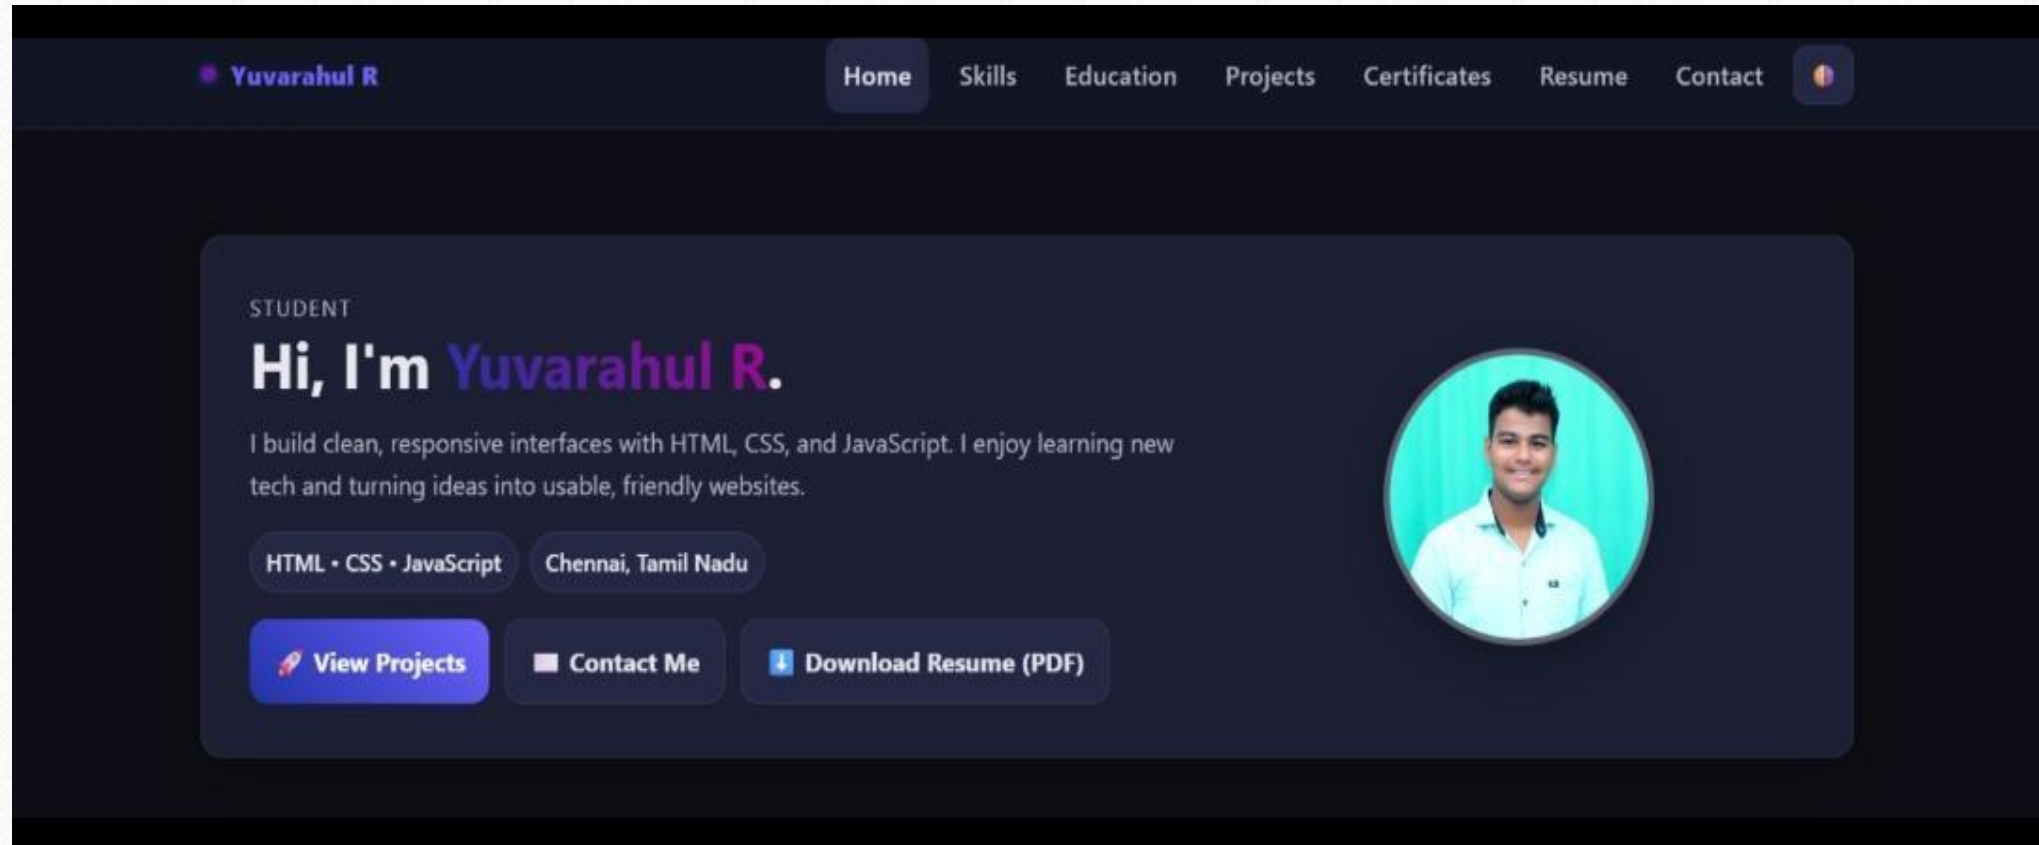 Yuvarahul R
Home Skills Education Projects Certificates Resume Contact
STUDENT
Hi, I'm Yuvarahul R.
I build clean, responsive interfaces with HTML, CSS, and JavaScript. I enjoy learning new
tech and turning ideas into usable, friendly websites.
HTML • CSS • JavaScript Chennai, Tamil Nadu
View Projects Contact Me Download Resume (PDF)